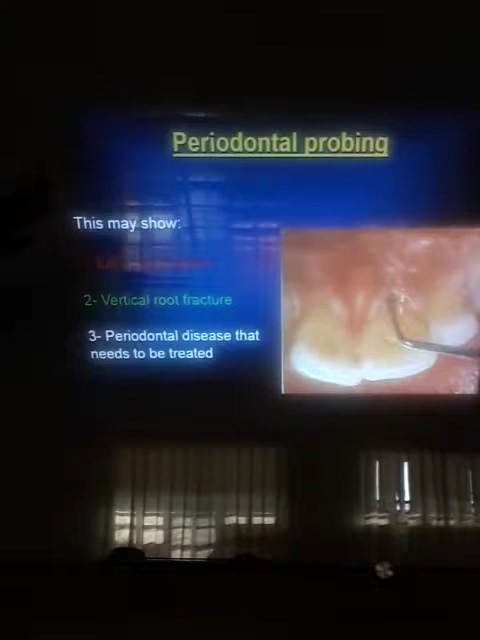 Periodontal probing
This may show:
2- Vertical root fracture
3- Periodontal disease that
needs to be treated